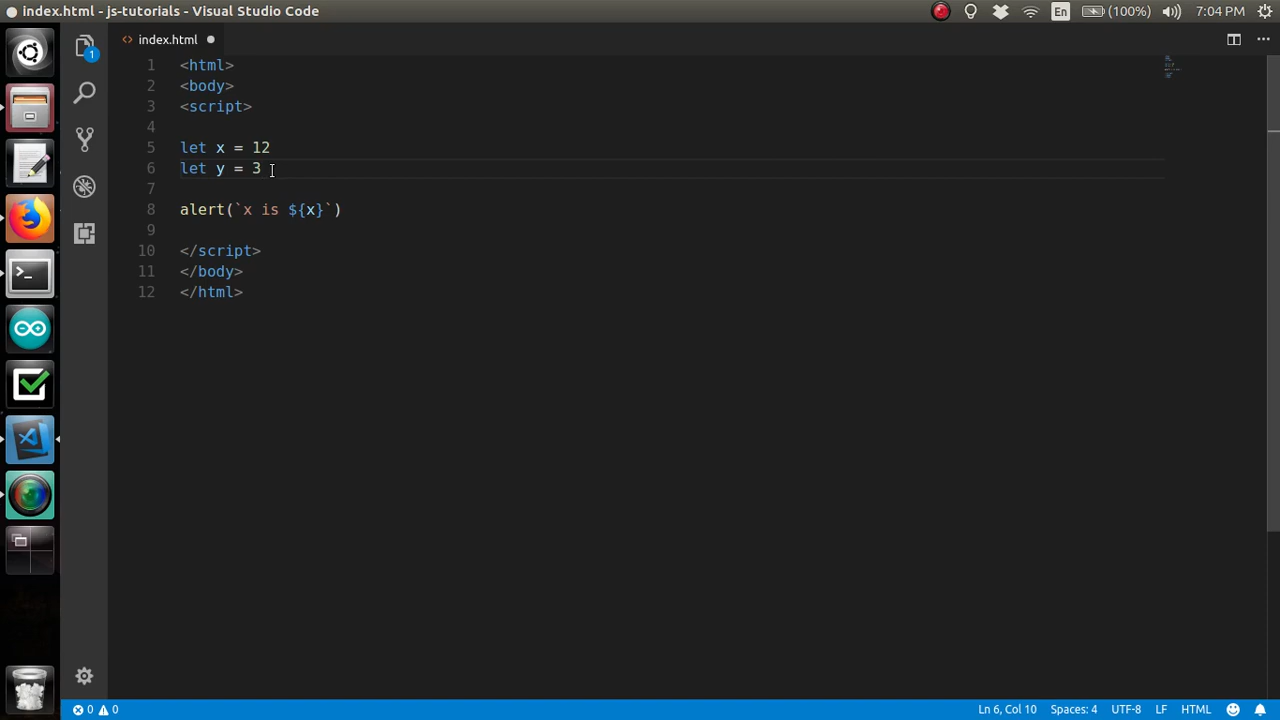 index.html - js-tutorials - Visual Studio Code
En
(100%)
7:04 PM
1
<> index.html
1 <html>
2 <body>
3 <script>
4
5 let x = 12
6 let y = 3
7
8 alert(`x is ${x}`)
9
10 </script>
11 </body>
12 </html>
0 0
Ln 6, Col 10
Spaces: 4
UTF-8
LF
HTML